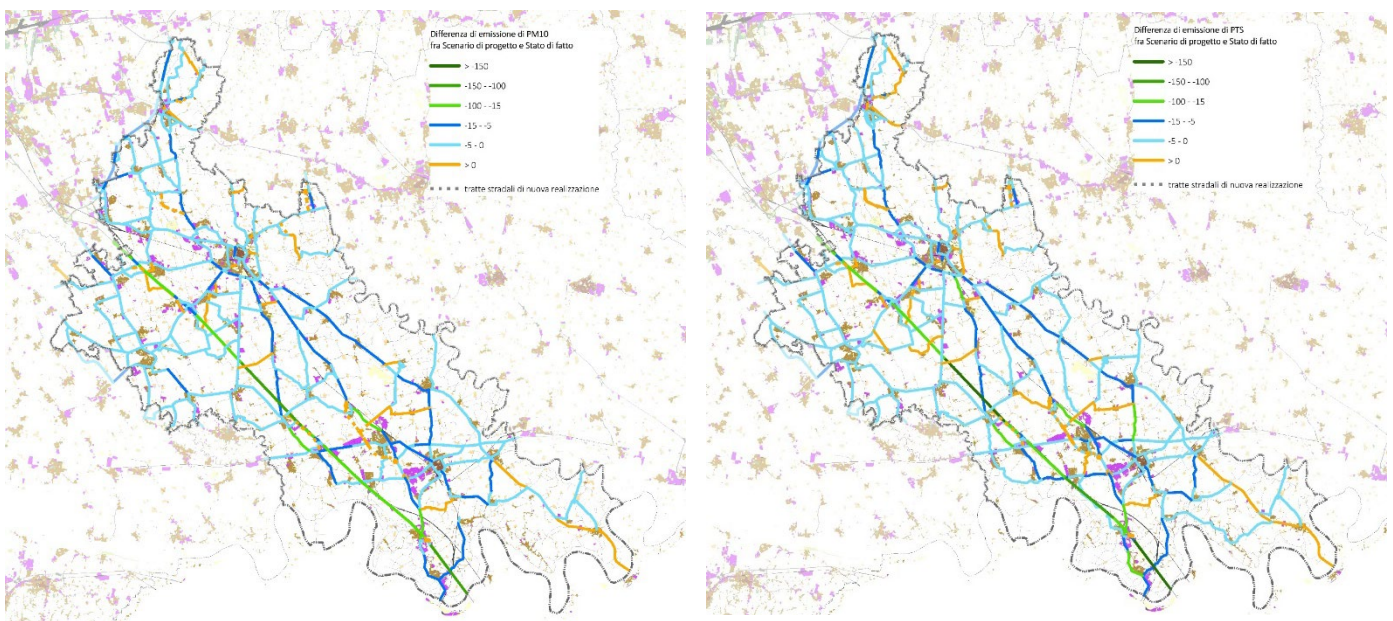 Differenza di emissione di PM10
fra Scenario di progetto e Stato di fatto
> -150
-150 - -100
-100 - -15
-15 - -5
-5 - 0
> 0
tratte stradali di nuova realizzazione
Differenza di emissione di PTS
fra Scenario di progetto e Stato di fatto
> -150
-150 - -100
-100 - -15
-15 - -5
-5 - 0
> 0
tratte stradali di nuova realizzazione